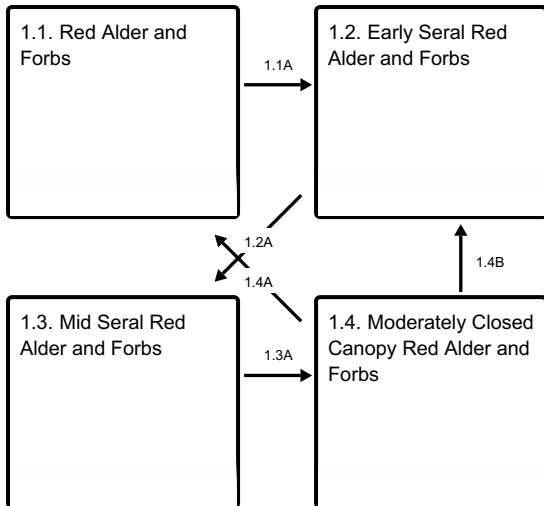 1.1. Red Alder and
Forbs
1.1A
1.2. Early Seral Red
Alder and Forbs
1.2A
1.4A
1.4B
1.3. Mid Seral Red
Alder and Forbs
1.3A
1.4. Moderately Closed
Canopy Red Alder and
Forbs